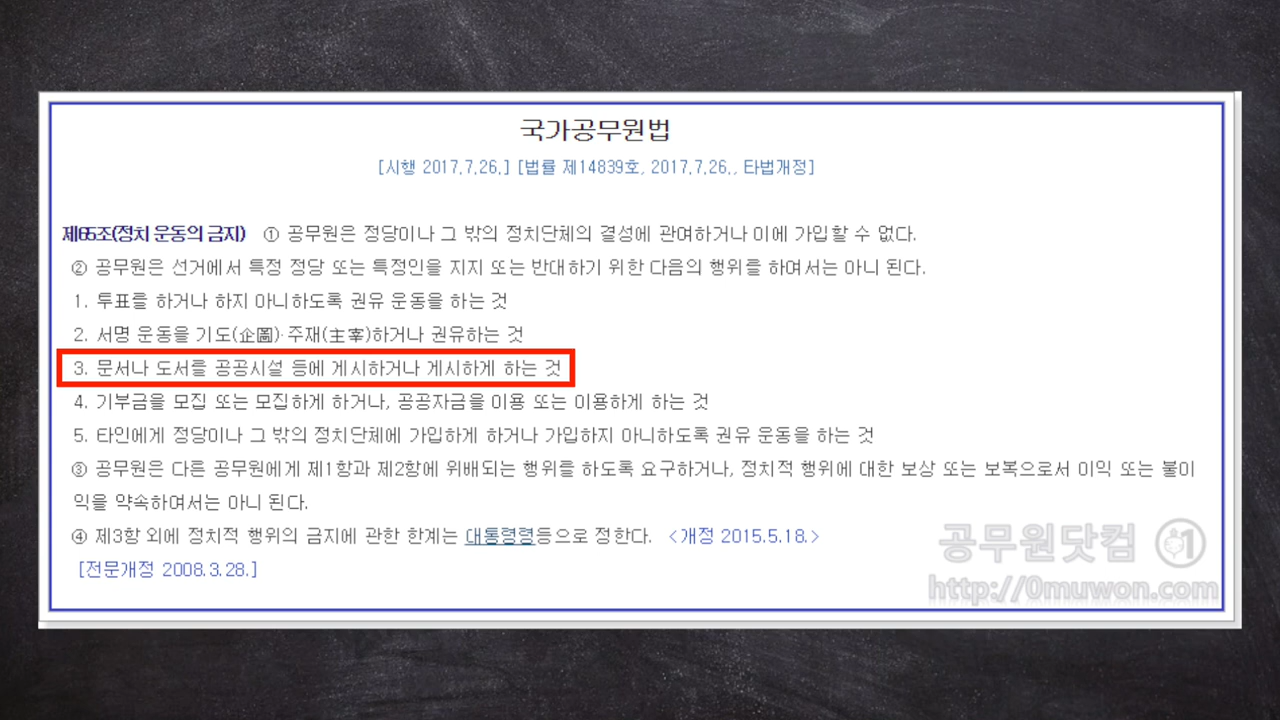 국가공무원법
[시행 2017.7.26.] [법률 제14839호, 2017.7.26., 타법개정]
제65조(정치 운동의 금지) ① 공무원은 정당이나 그 밖의 정치단체의 결성에 관여하거나 이에 가입할 수 없다.
② 공무원은 선거에서 특정 정당 또는 특정인을 지지 또는 반대하기 위한 다음의 행위를 하여서는 아니 된다.
1. 투표를 하거나 하지 아니하도록 권유 운동을 하는 것
2. 서명 운동을 기도(企圖)·주재(主宰)하거나 권유하는 것
3. 문서나 도서를 공공시설 등에 게시하거나 게시하게 하는 것
4. 기부금을 모집 또는 모집하게 하거나, 공공자금을 이용 또는 이용하게 하는 것
5. 타인에게 정당이나 그 밖의 정치단체에 가입하게 하거나 가입하지 아니하도록 권유 운동을 하는 것
③ 공무원은 다른 공무원에게 제1항과 제2항에 위배되는 행위를 하도록 요구하거나, 정치적 행위에 대한 보상 또는 보복으로서 이익 또는 불이
익을 약속하여서는 아니 된다.
④ 제3항 외에 정치적 행위의 금지에 관한 한계는 대통령령등으로 정한다. <개정 2015.5.18.>
[전문개정 2008.3.28.]
공무원닷컴 1
http://0muwon.com